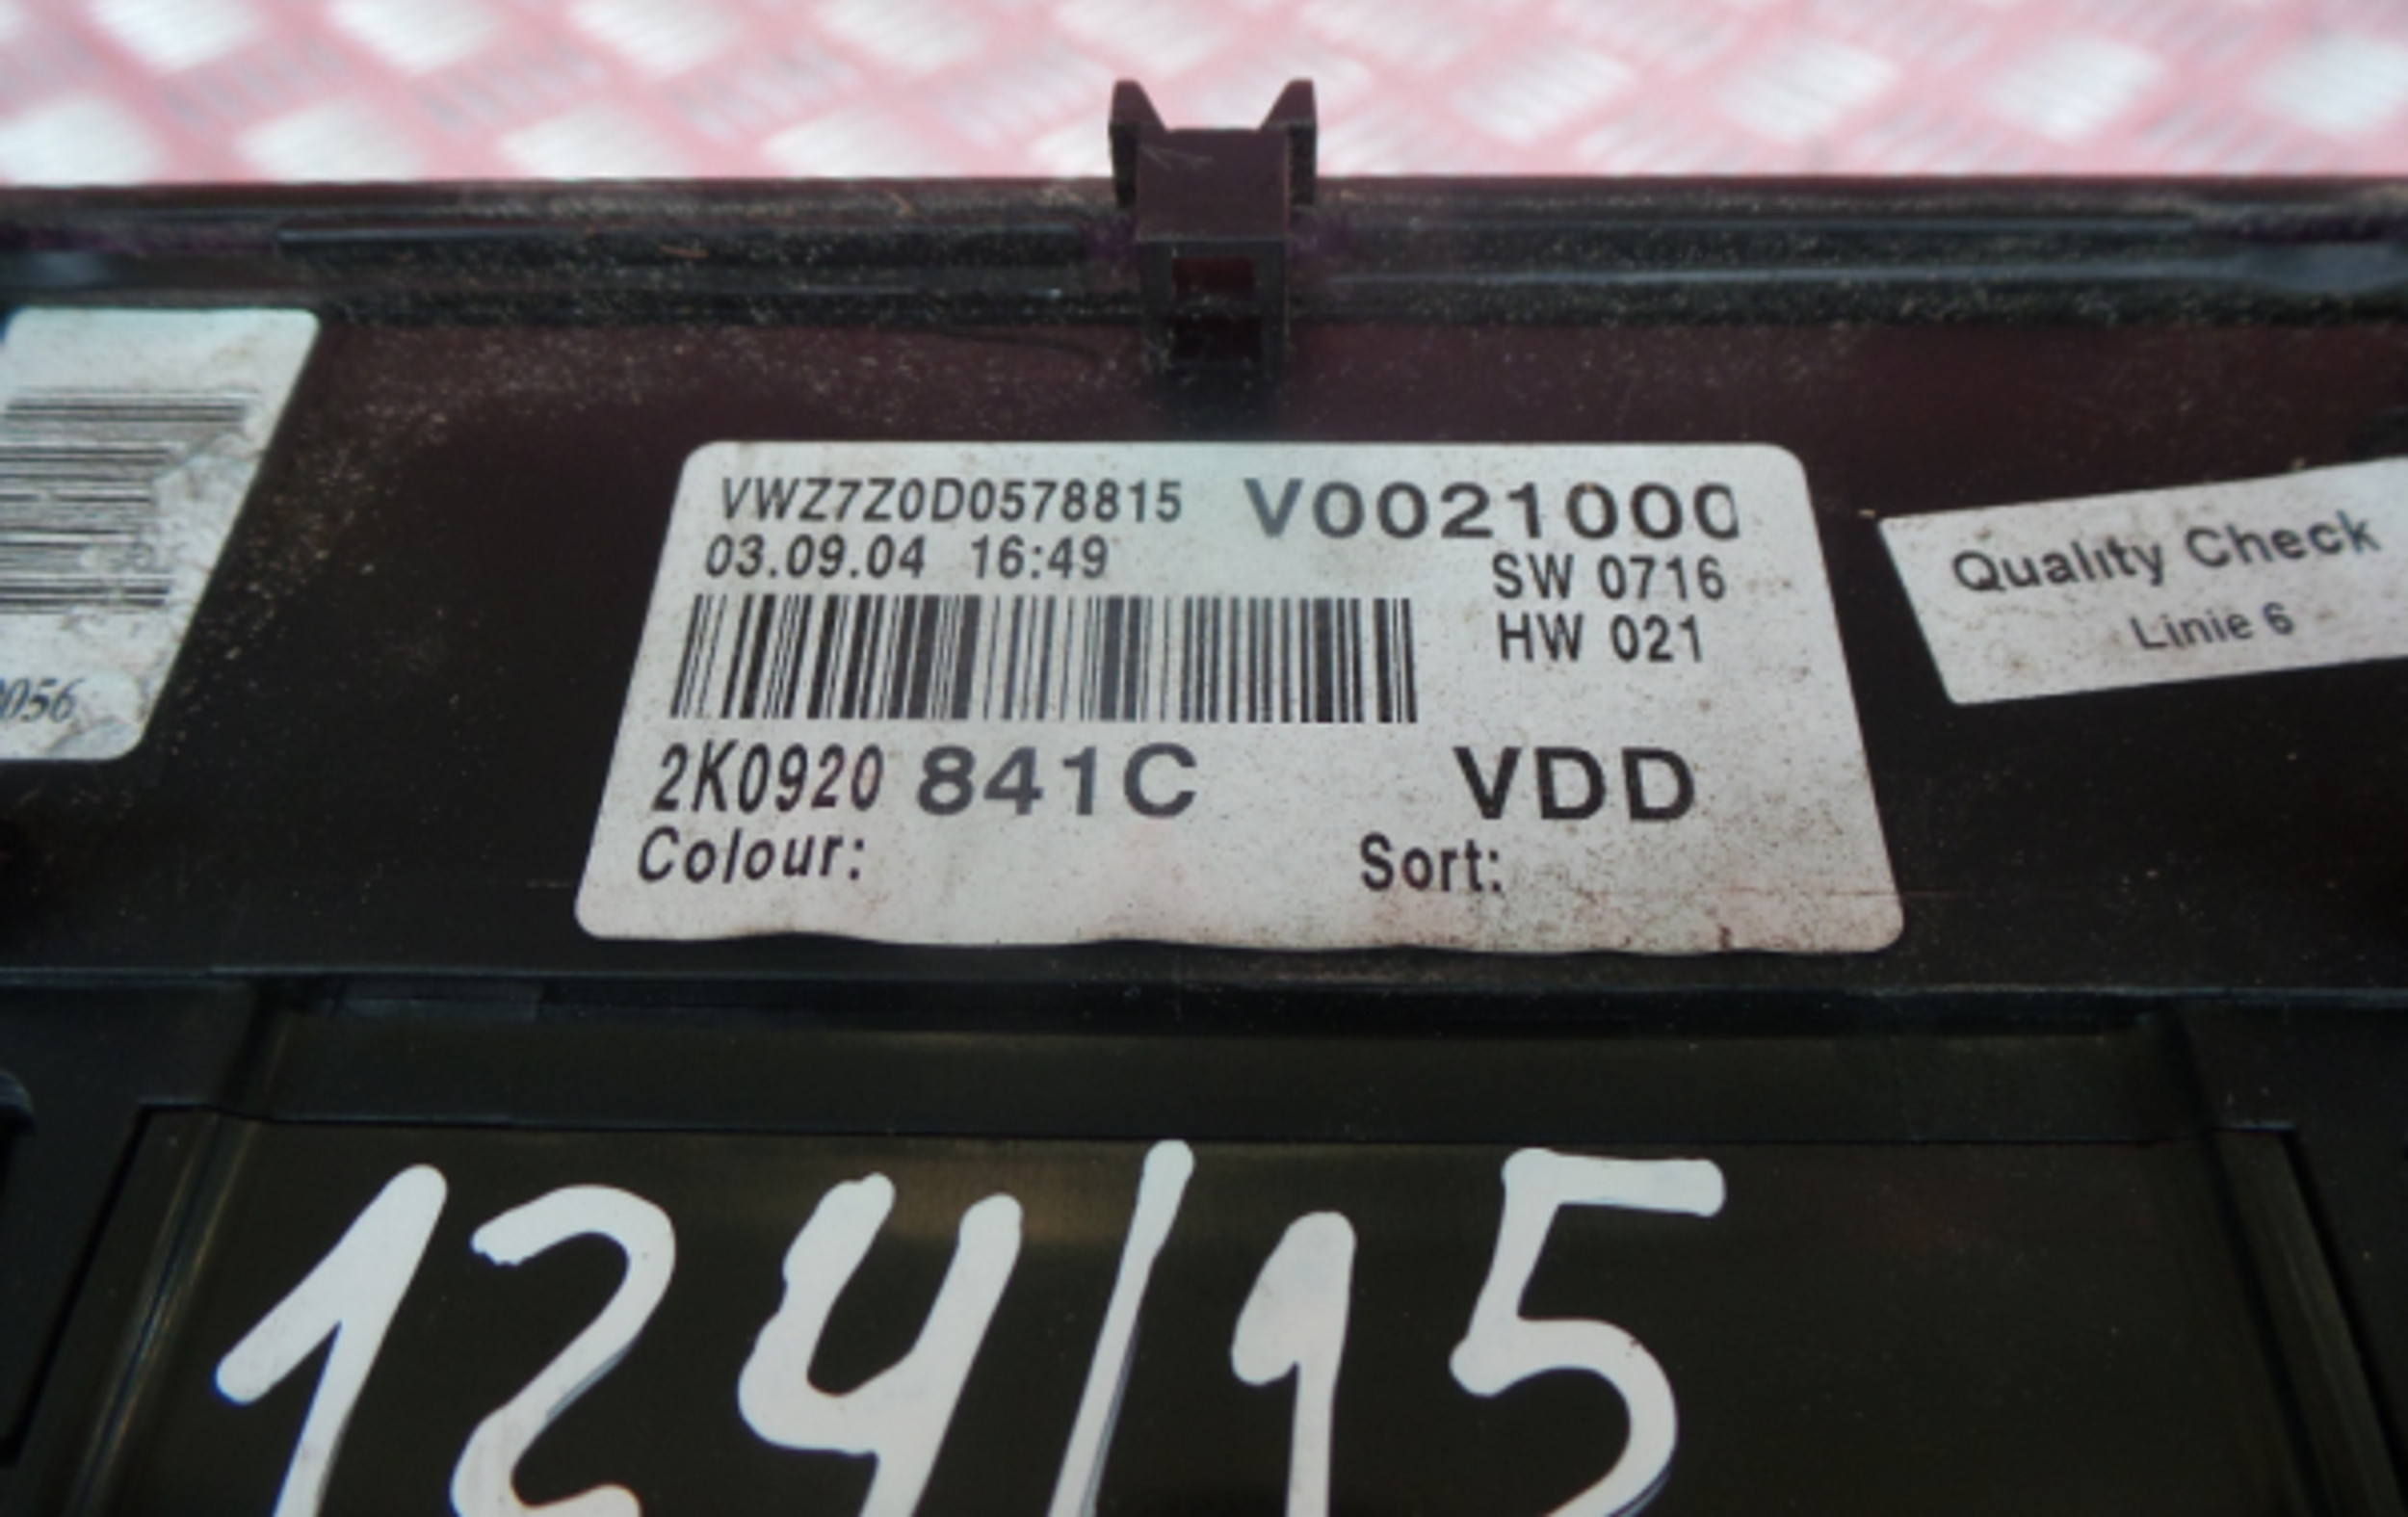 VWZ7Z0D0578815 V0021000
03.09.04 16:49
SW 0716
HW 021
2K0920 841C VDD
Colour: Sort:
Quality Check
Linie 6
124/15